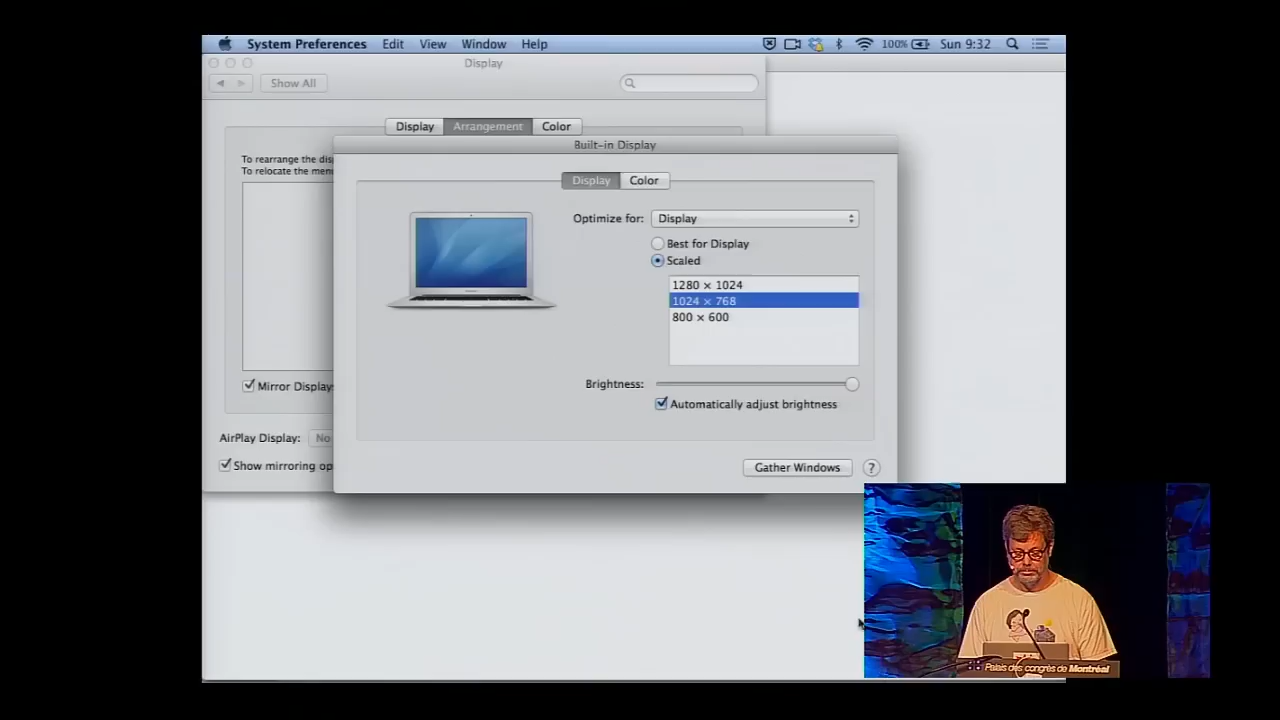 System Preferences Edit View Window Help 100% Sun 9:32
Display
Show All
Display Arrangement Color
To rearrange the dis
To relocate the men
Mirror Displays
AirPlay Display: No
Show mirroring op
Built-in Display
Display Color
Optimize for: Display
Best for Display
Scaled
1280 × 1024
1024 × 768
800 × 600
Brightness:
Automatically adjust brightness
Gather Windows ?
Palais des congrès de Montréal